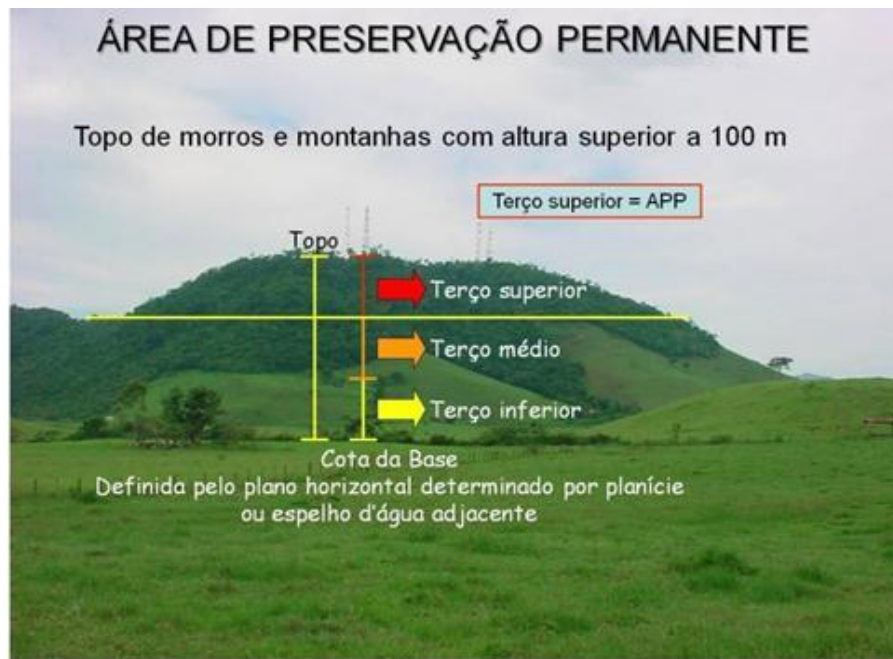 ÁREA DE PRESERVAÇÃO PERMANENTE
Topo de morros e montanhas com altura superior a 100 m
Terço superior = APP
Topo
Terço superior
Terço médio
Terço inferior
Cota da Base
Definida pelo plano horizontal determinado por planície
ou espelho d'água adjacente